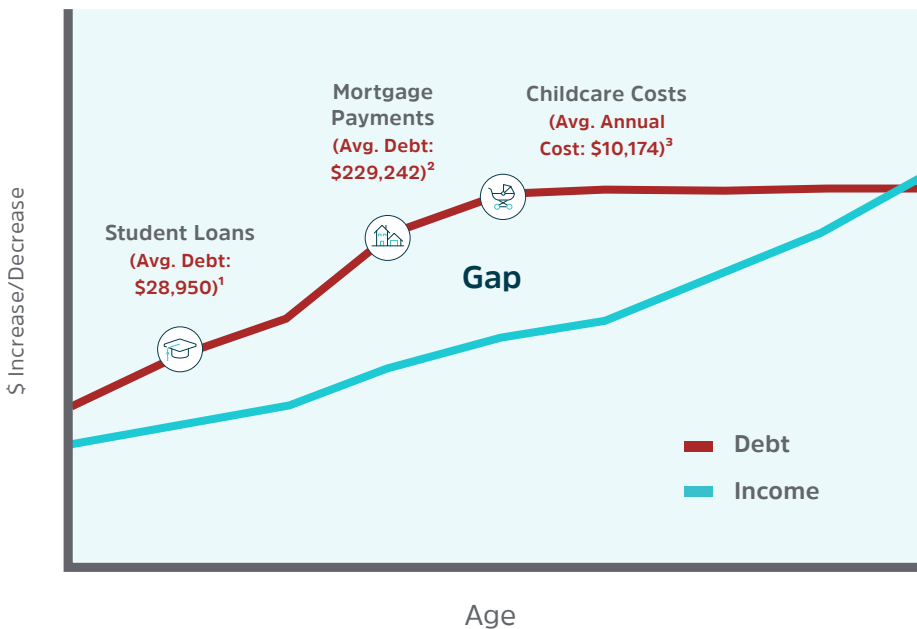 Mortgage
Payments
(Avg. Debt:
$229,242)²
Childcare Costs
(Avg. Annual
Cost: $10,174)³
Student Loans
(Avg. Debt:
$28,950)¹
Gap
$ Increase/Decrease
Debt
Income
Age